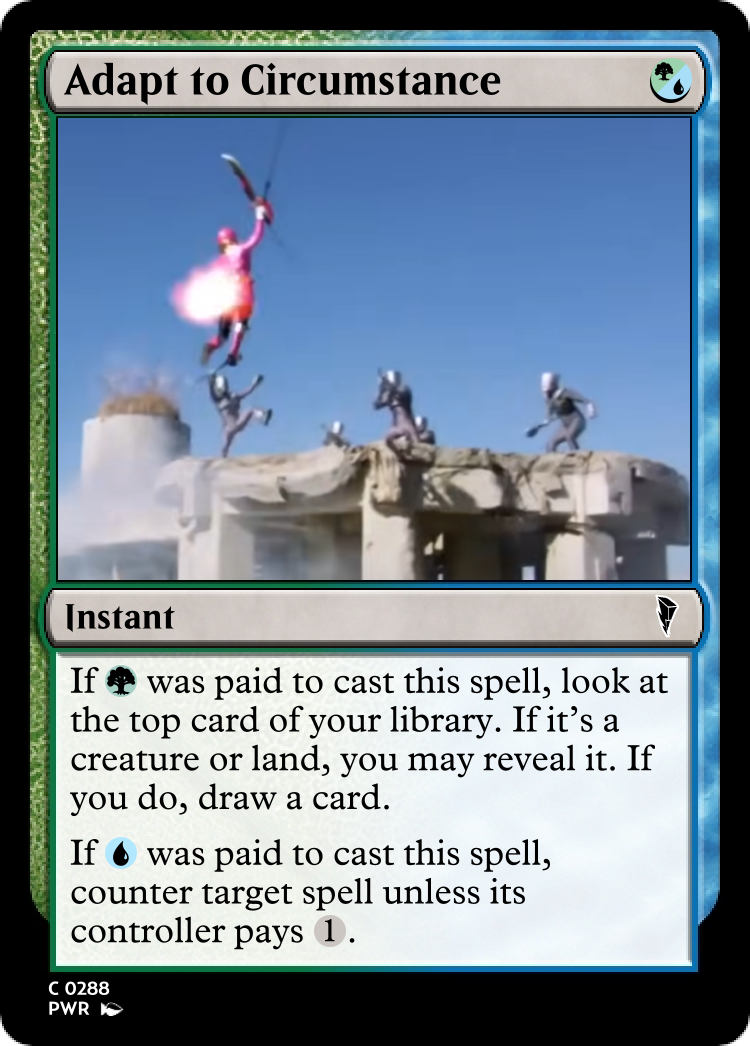 Adapt to Circumstance
Instant
If was paid to cast this spell, look at
the top card of your library. If it's a
creature or land, you may reveal it. If
you do, draw a card.
If was paid to cast this spell,
counter target spell unless its
controller pays 1.
C 0288
PWR